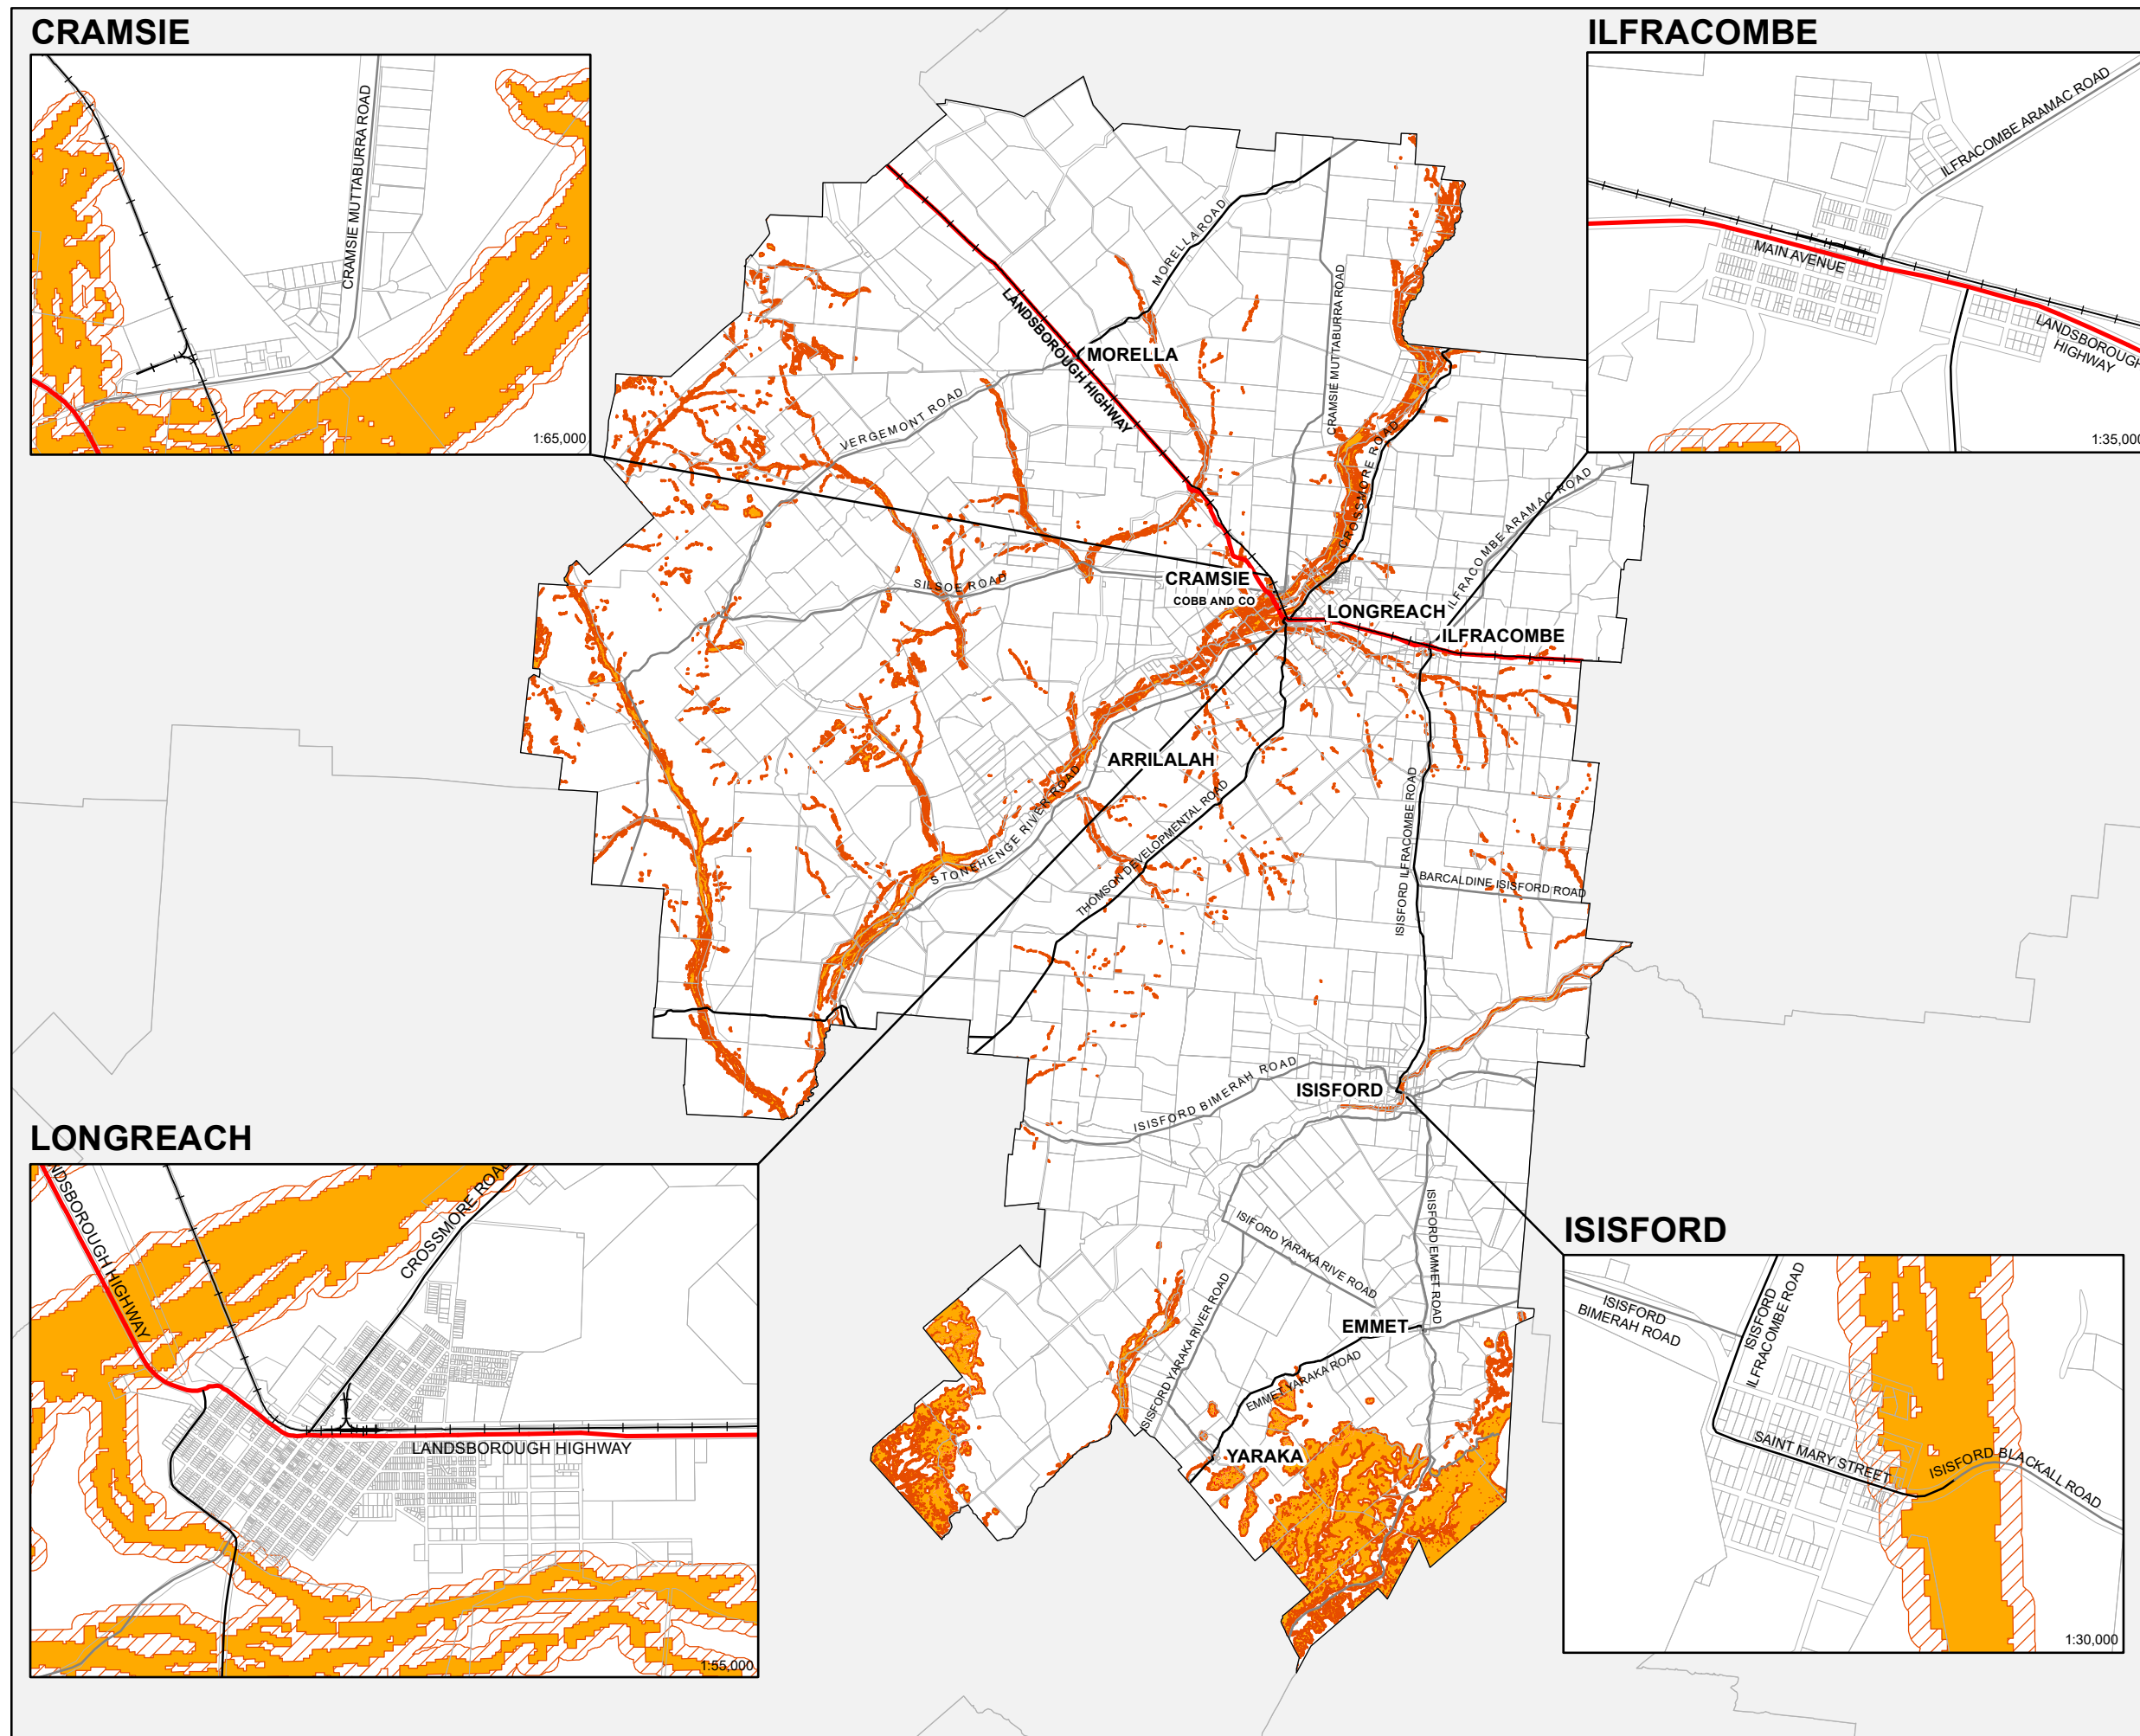 CRAMSIE
CRAMSIE MUTTABURRA ROAD
1:65,000
ILFRACOMBE
ILFRACOMBE ARAMAC ROAD
MAIN AVENUE
LANDSBOROUGH
HIGHWAY
1:35,000
MORELLA ROAD
CRAMSIE MUTTABURRA ROAD
LANDSBOROUGH HIGHWAY
MORELLA
VERGEMONT ROAD
CROSSMORE ROAD
ILFRACOMBE ARAMAC ROAD
SILSOE ROAD
CRAMSIE
COBB AND CO
LONGREACH
ILFRACOMBE
ARRILALAH
STONEHENGE RIVER ROAD
THOMSON DEVELOPMENTAL ROAD
ISISFORD ILFRACOMBE ROAD
BARCALDINE ISISFORD ROAD
ISISFORD BIMERAH ROAD
ISISFORD
ISIFORD YARAKA RIVE ROAD
ISISFORD EMMET ROAD
ISISFORD YARAKA RIVER ROAD
EMMET
EMMET YARAKA ROAD
YARAKA
LONGREACH
NDSBOROUGH HIGHWAY
CROSSMORE ROAD
LANDSBOROUGH HIGHWAY
1:55,000
ISISFORD
ISISFORD
BIMERAH ROAD
ISISFORD
ILFRACOMBE ROAD
SAINT MARY STREET
ISISFORD BLACKALL ROAD
1:30,000